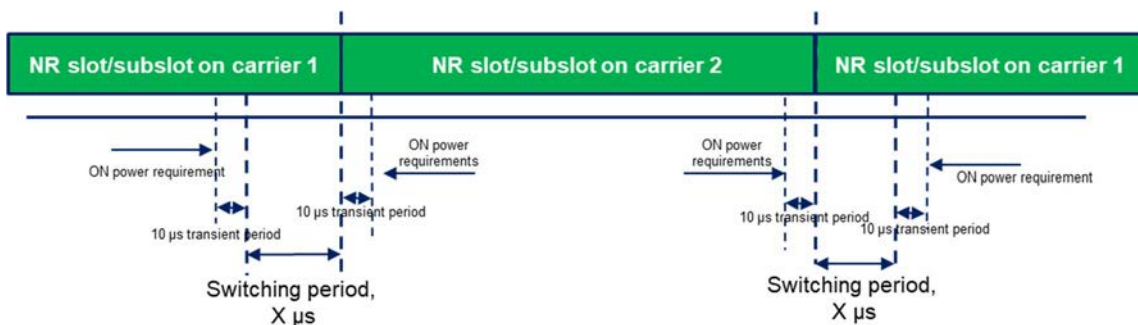 NR slot/subslot on carrier 1
NR slot/subslot on carrier 2
NR slot/subslot on carrier 1
ON power requirement
ON power
requirements
ON power
requirements
ON power requirement
10 µs transient period
10 µs transient period
10 µs transient period
10 µs transient period
Switching period,
X µs
Switching period,
X µs